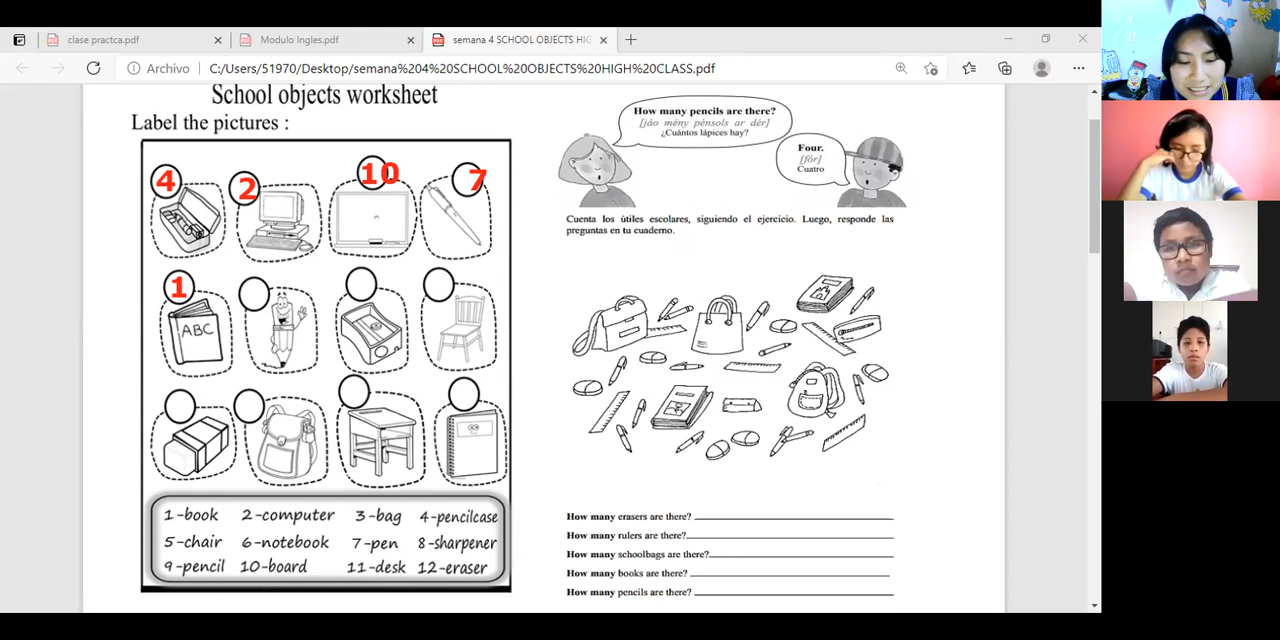 clase practca.pdf
Modulo Ingles.pdf
semana 4 SCHOOL OBJECTS HIG
Archivo
C:/Users/51970/Desktop/semana%204%20SCHOOL%20OBJECTS%20HIGH%20CLASS.pdf
School objects worksheet
Label the pictures :
4
2
10
7
1
ABC
1-book 2-computer 3-bag 4-pencilcase
5-chair 6-notebook 7-pen 8-sharpener
9-pencil 10-board 11-desk 12-eraser
How many pencils are there?
[jáo mény pénsols ar dér]
¿Cuántos lápices hay?
Four.
[fór]
Cuatro
Cuenta los útiles escolares, siguiendo el ejercicio. Luego, responde las
preguntas en tu cuaderno.
How many erasers are there?
How many rulers are there?
How many schoolbags are there?
How many books are there?
How many pencils are there?